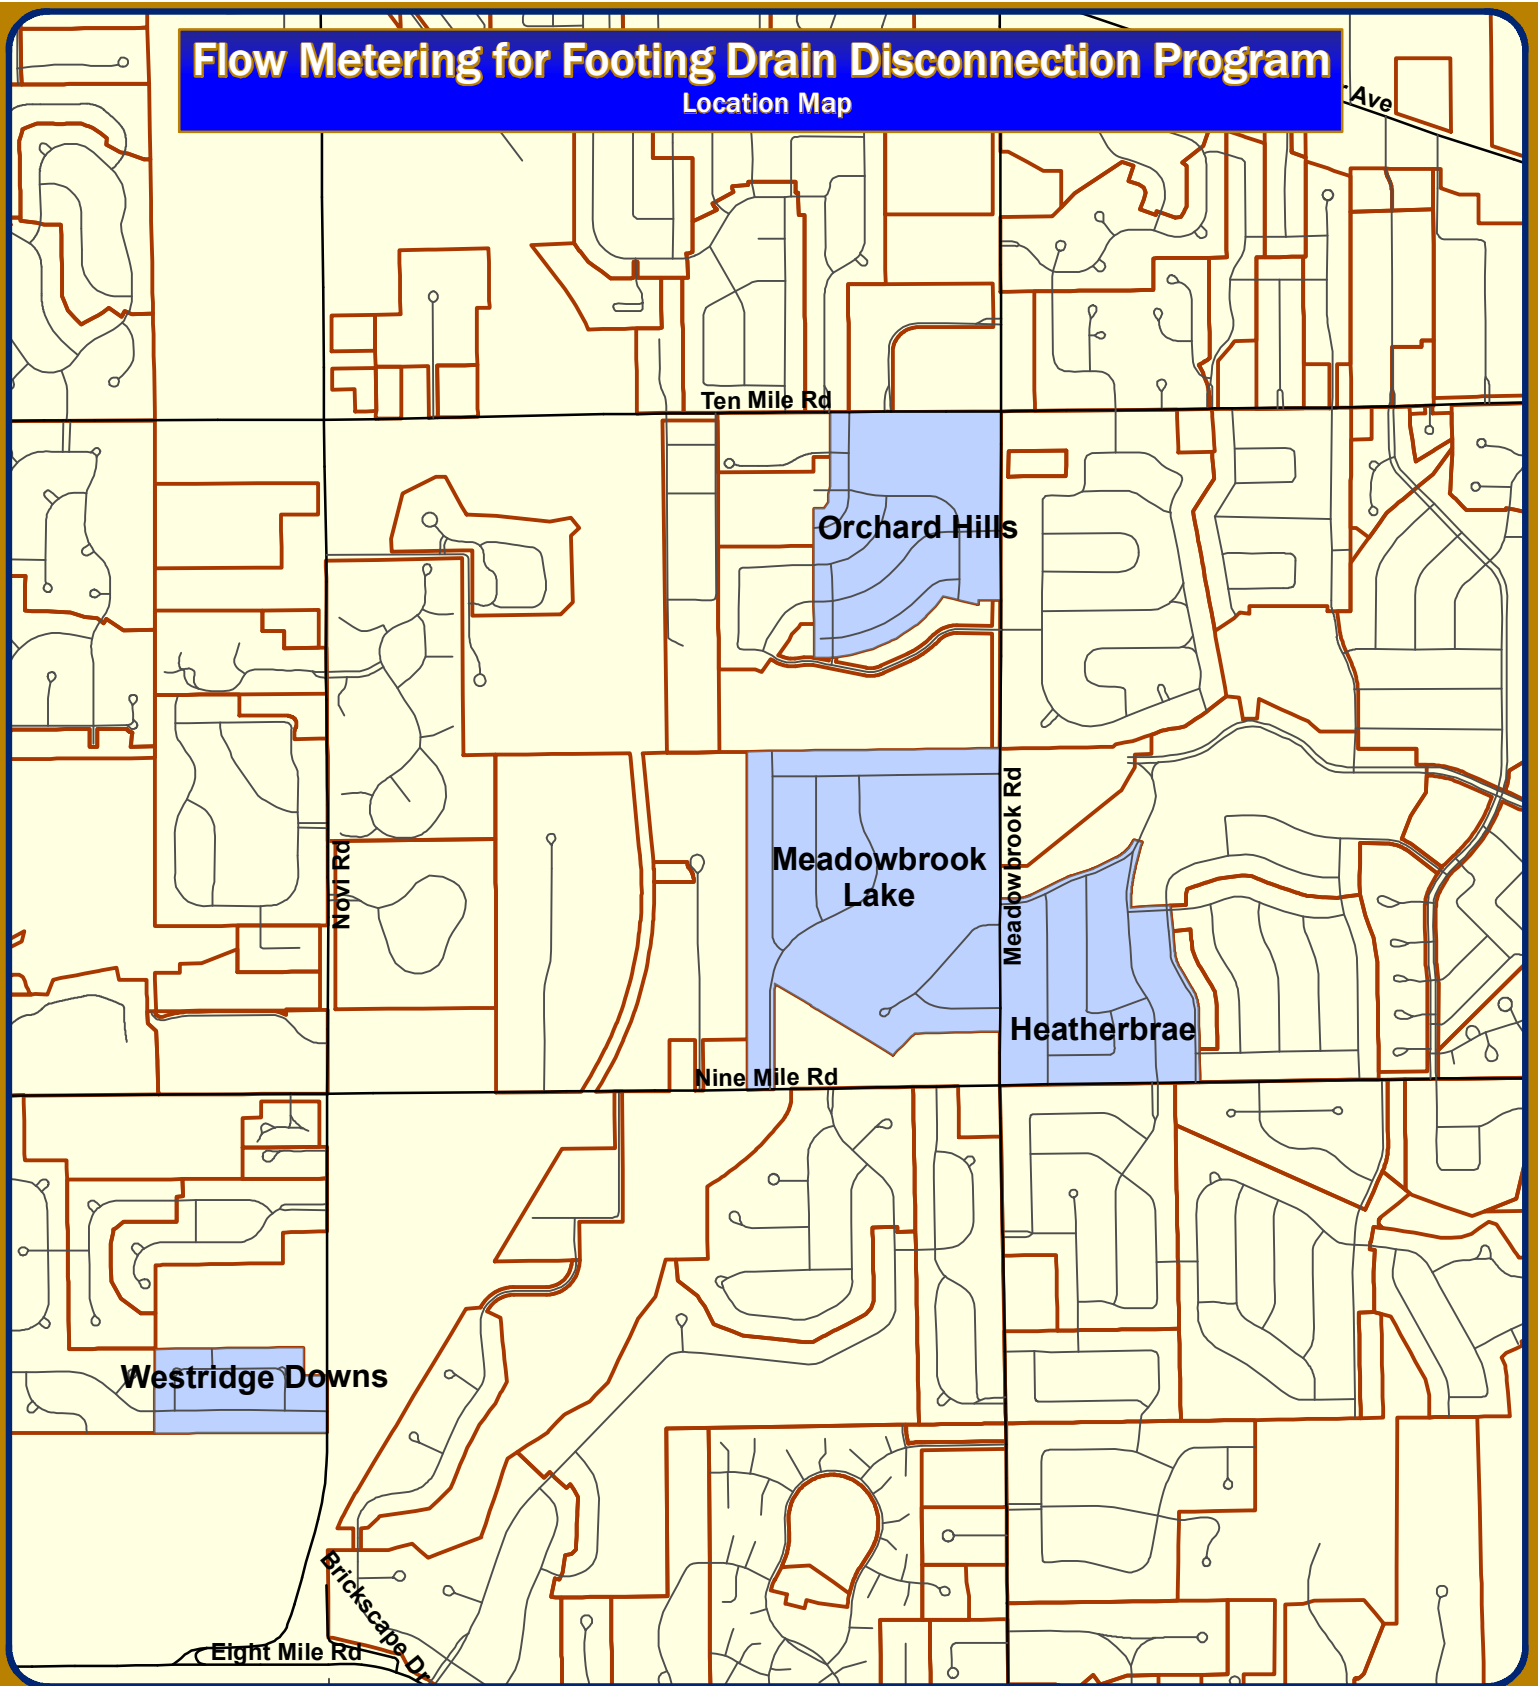 Flow Metering for Footing Drain Disconnection Program
Location Map
Ave
Ten Mile Rd
Orchard Hills
Meadowbrook Rd
Novi Rd
Meadowbrook
Lake
Heatherbrae
Nine Mile Rd
Westridge Downs
Brickscape Dr
Eight Mile Rd